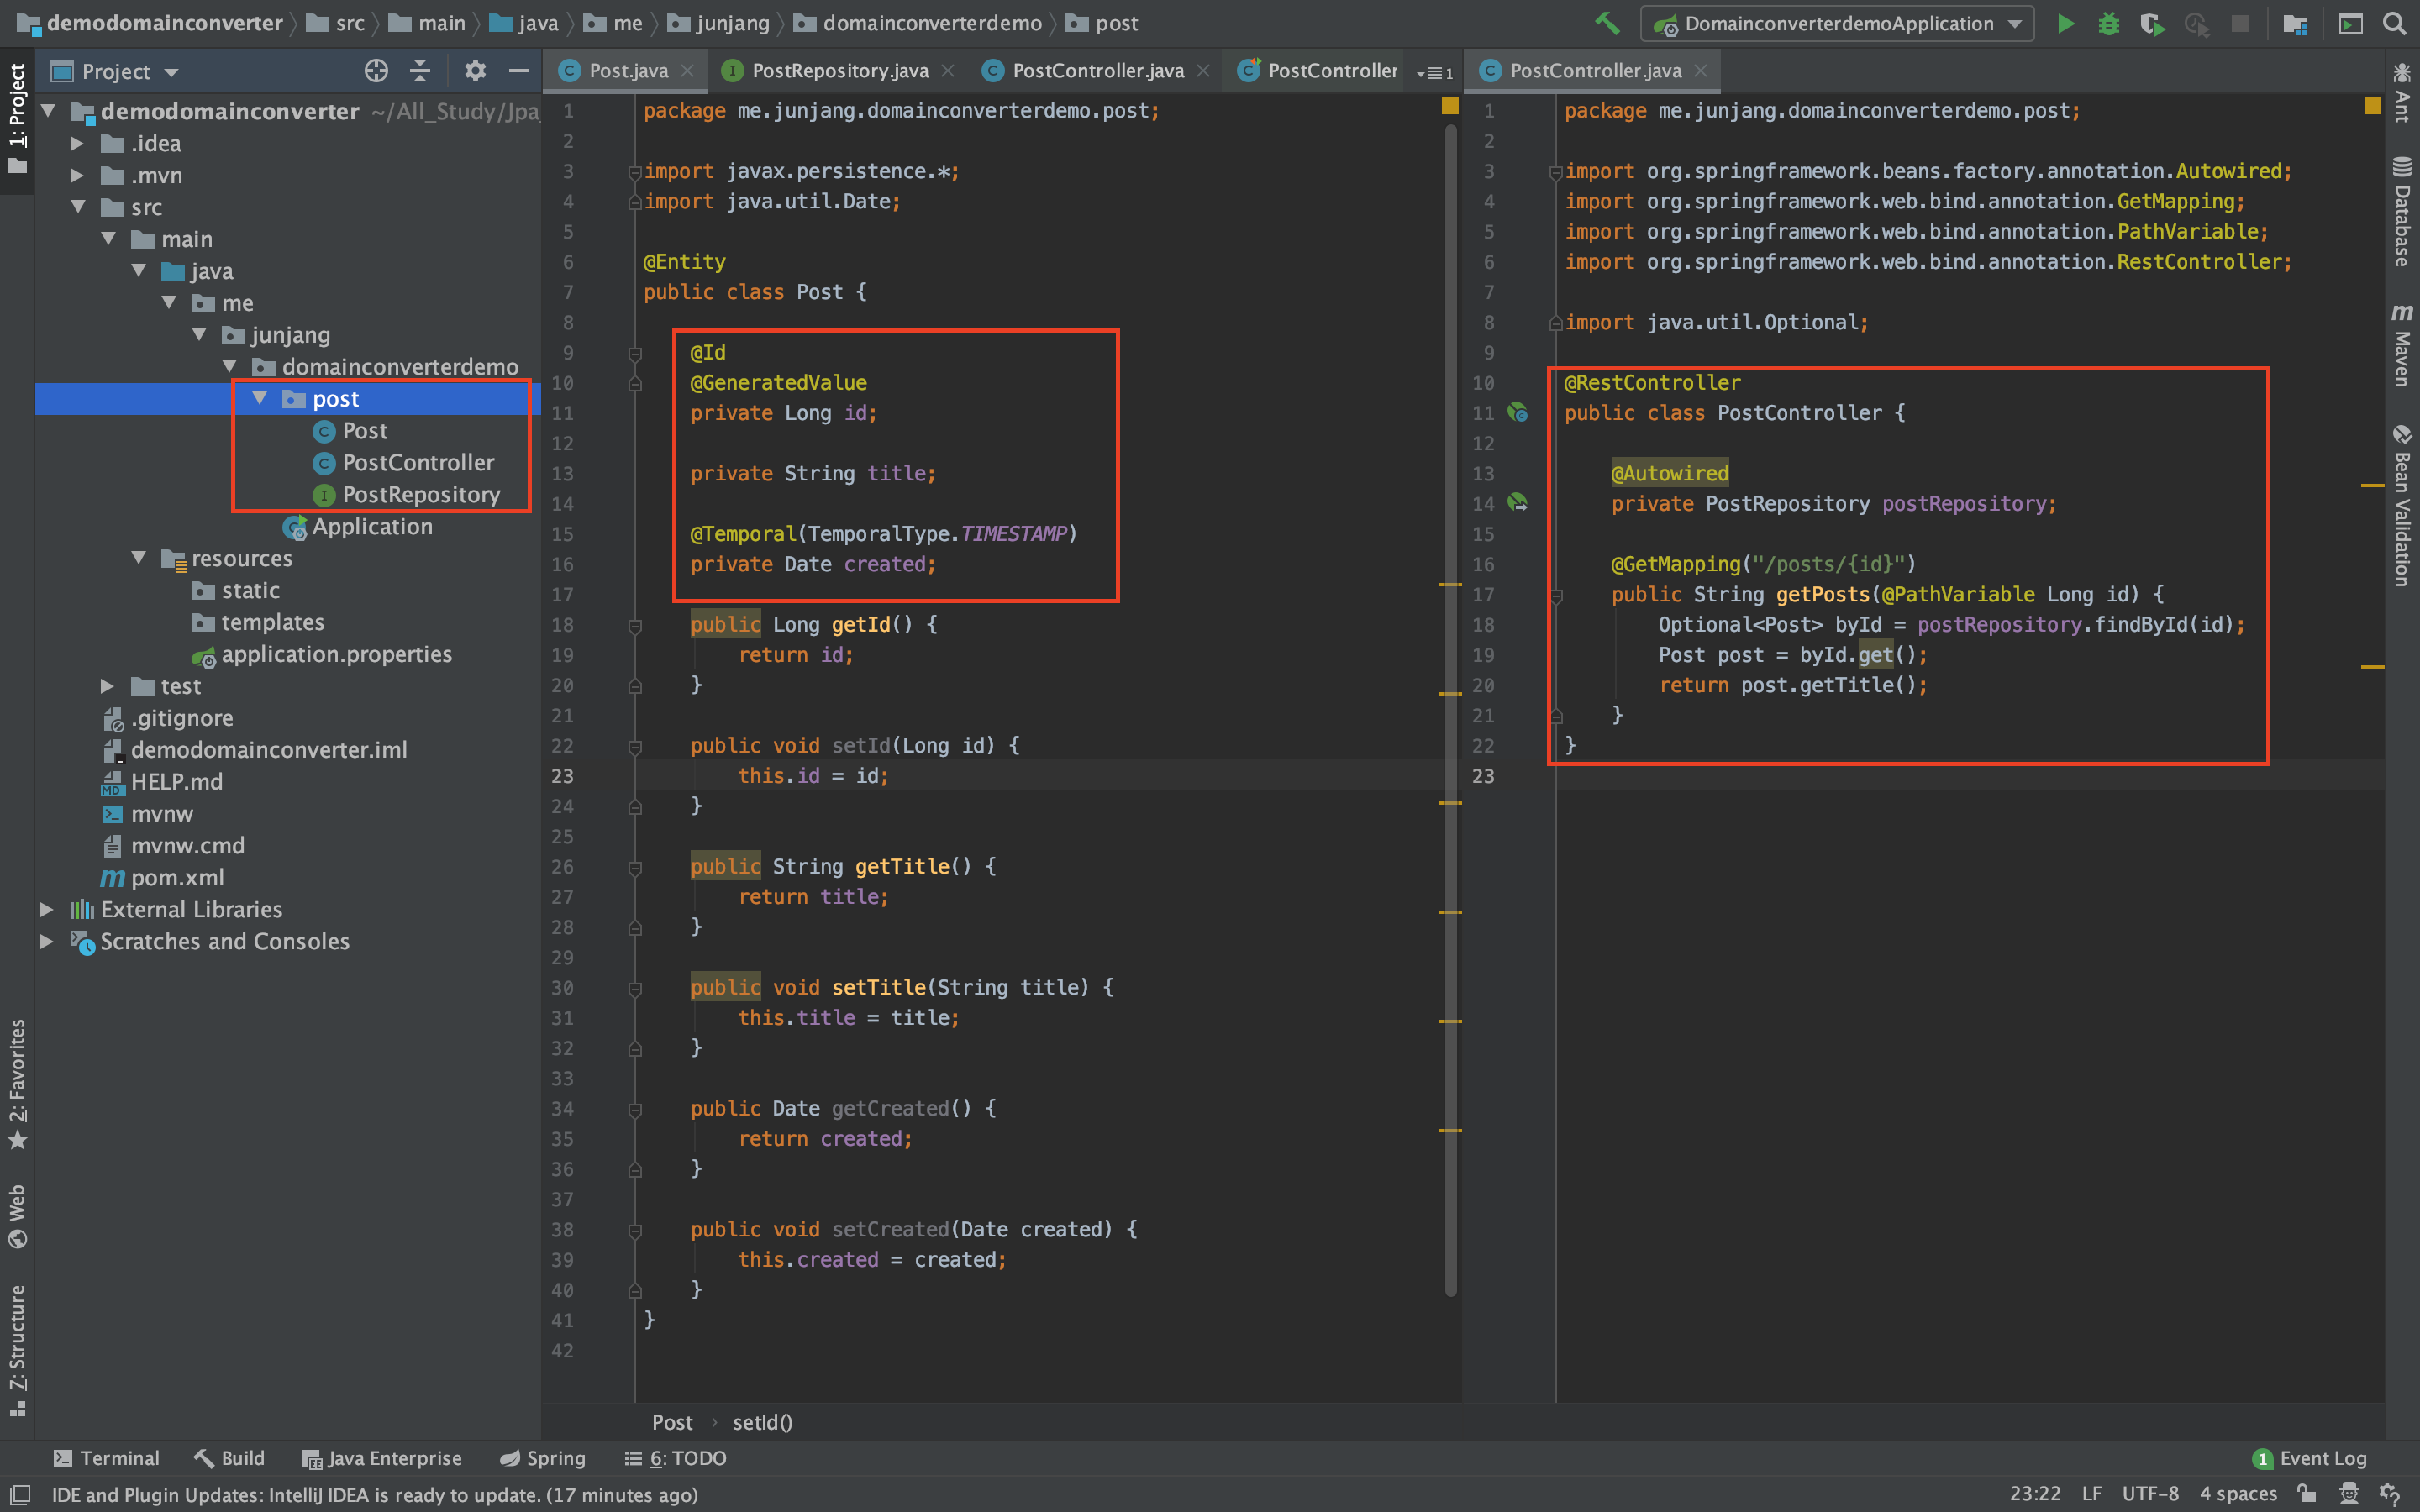 demodomainconverter src main java me junjang domainconverterdemo post
DomainconverterdemoApplication
1: Project
2: Favorites
Web
Z: Structure
Project
demodomainconverter ~/All_Study/Jpa
.idea
.mvn
src
main
java
me
junjang
domainconverterdemo
post
Post
PostController
PostRepository
Application
resources
static
templates
application.properties
test
.gitignore
demodomainconverter.iml
HELP.md
mvnw
mvnw.cmd
pom.xml
External Libraries
Scratches and Consoles
Post.java PostRepository.java PostController.java PostController 1
1 package me.junjang.domainconverterdemo.post;
2
3 import javax.persistence.*;
4 import java.util.Date;
5
6 @Entity
7 public class Post {
8
9 @Id
10 @GeneratedValue
11 private Long id;
12
13 private String title;
14
15 @Temporal(TemporalType.TIMESTAMP)
16 private Date created;
17
18 public Long getId() {
19 return id;
20 }
21
22 public void setId(Long id) {
23 this.id = id;
24 }
25
26 public String getTitle() {
27 return title;
28 }
29
30 public void setTitle(String title) {
31 this.title = title;
32 }
33
34 public Date getCreated() {
35 return created;
36 }
37
38 public void setCreated(Date created) {
39 this.created = created;
40 }
41 }
42
Post setId()
PostController.java
1 package me.junjang.domainconverterdemo.post;
2
3 import org.springframework.beans.factory.annotation.Autowired;
4 import org.springframework.web.bind.annotation.GetMapping;
5 import org.springframework.web.bind.annotation.PathVariable;
6 import org.springframework.web.bind.annotation.RestController;
7
8 import java.util.Optional;
9
10 @RestController
11 public class PostController {
12
13 @Autowired
14 private PostRepository postRepository;
15
16 @GetMapping("/posts/{id}")
17 public String getPosts(@PathVariable Long id) {
18 Optional<Post> byId = postRepository.findById(id);
19 Post post = byId.get();
20 return post.getTitle();
21 }
22 }
23
Ant
Database
Maven
Bean Validation
Terminal Build Java Enterprise Spring 6: TODO 1 Event Log
IDE and Plugin Updates: IntelliJ IDEA is ready to update. (17 minutes ago) 23:22 LF UTF-8 4 spaces